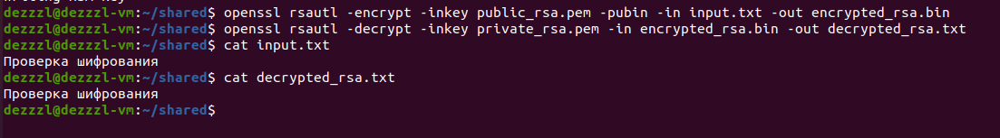 dezzzl@dezzzl-vm:~/shared$ openssl rsautl -encrypt -inkey public_rsa.pem -pubin -in input.txt -out encrypted_rsa.bin
dezzzl@dezzzl-vm:~/shared$ openssl rsautl -decrypt -inkey private_rsa.pem -in encrypted_rsa.bin -out decrypted_rsa.txt
dezzzl@dezzzl-vm:~/shared$ cat input.txt
Проверка шифрования
dezzzl@dezzzl-vm:~/shared$ cat decrypted_rsa.txt
Проверка шифрования
dezzzl@dezzzl-vm:~/shared$